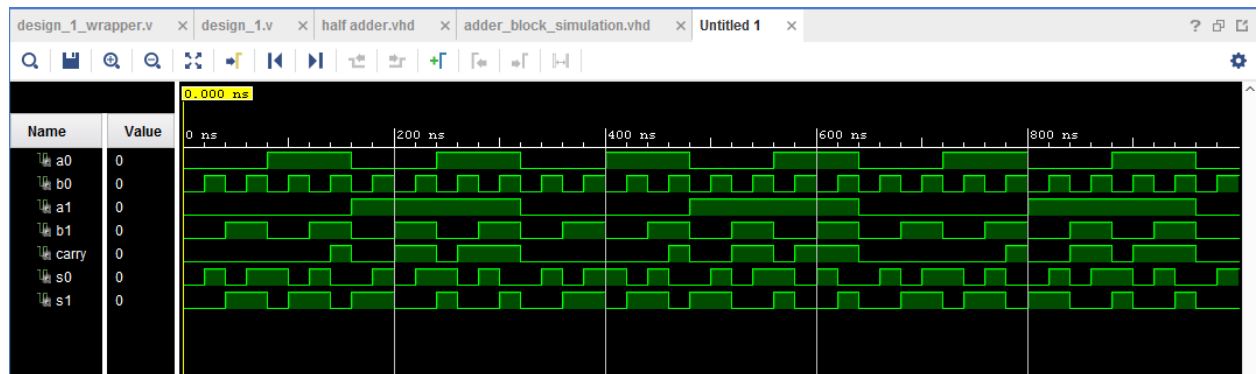 design_1_wrapper.v × design_1.v × half adder.vhd × adder_block_simulation.vhd × Untitled 1 × ?
0.000 ns
Name Value 0 ns 200 ns 400 ns 600 ns 800 ns
a0 0
b0 0
a1 0
b1 0
carry 0
s0 0
s1 0